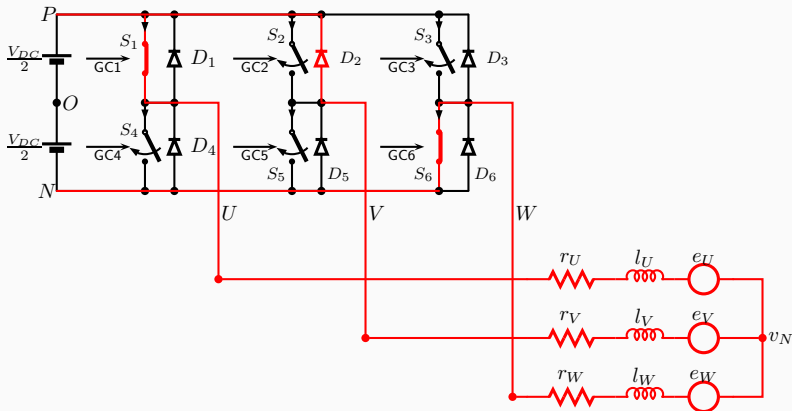 P
S1
D1
S2
D2
S3
D3
VDC/2
GC1
GC2
GC3
O
VDC/2
S4
GC4
D4
GC5
S5
D5
GC6
S6
D6
N
U
V
W
rU
lU
eU
rV
lV
eV
vN
rW
lW
eW